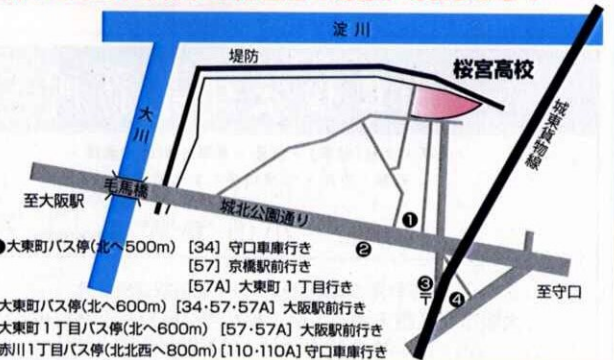 淀川
堤防
桜宮高校
大川
城東貨物線
毛馬橋
至大阪駅
城北公園通り
❶
❷
❸
〒
❹
至守口
大東町バス停(北へ500m) [34] 守口車庫行き
[57] 京橋駅前行き
[57A] 大東町1丁目行き
大東町バス停(北へ600m) [34・57・57A] 大阪駅前行き
大東町1丁目バス停(北へ600m) [57・57A] 大阪駅前行き
赤川1丁目バス停(北北西へ800m) [110・110A] 守口車庫行き